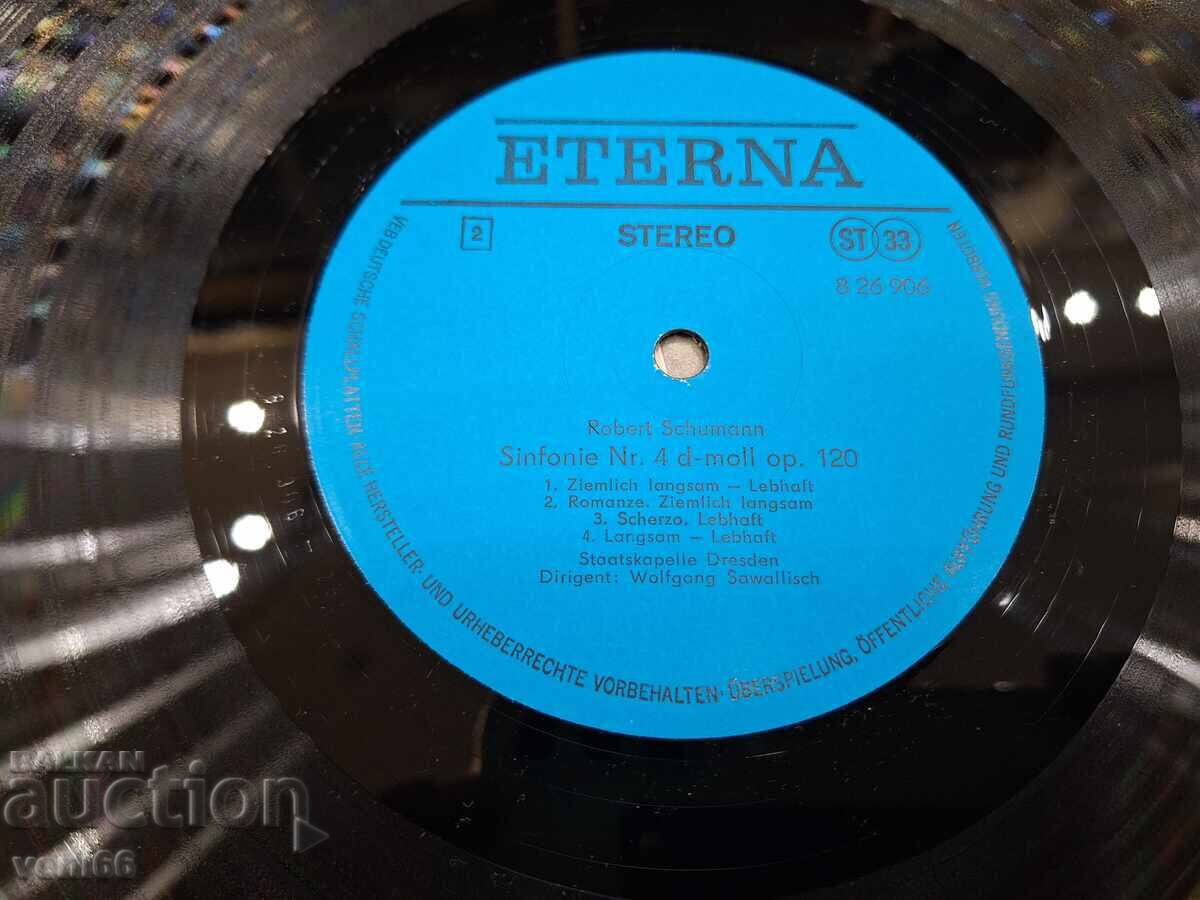 ETERNA
2 STEREO ST 33
8 26 906
Robert Schumann
Sinfonie Nr. 4 d-moll op. 120
1. Ziemlich langsam — Lebhaft
2. Romanze. Ziemlich langsam
3. Scherzo. Lebhaft
4. Langsam — Lebhaft
Staatskapelle Dresden
Dirigent: Wolfgang Sawallisch
VEB DEUTSCHE SCHALLPLATTEN. ALLE HERSTELLER- UND URHEBERRECHTE VORBEHALTEN · ÜBERSPIELUNG, ÖFFENTLICHE AUFFÜHRUNG UND RUNDFUNKSENDUNG VERBOTEN
BALKAN
auction
yeni66